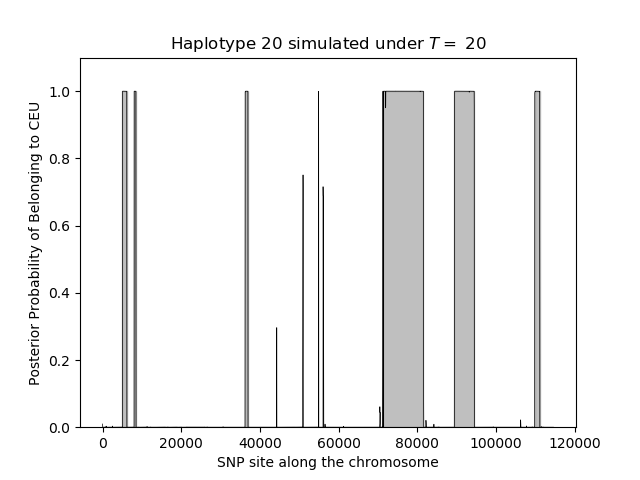 Haplotype 20 simulated under T = 20
Posterior Probability of Belonging to CEU
1.0
0.8
0.6
0.4
0.2
0.0
0 20000 40000 60000 80000 100000 120000
SNP site along the chromosome